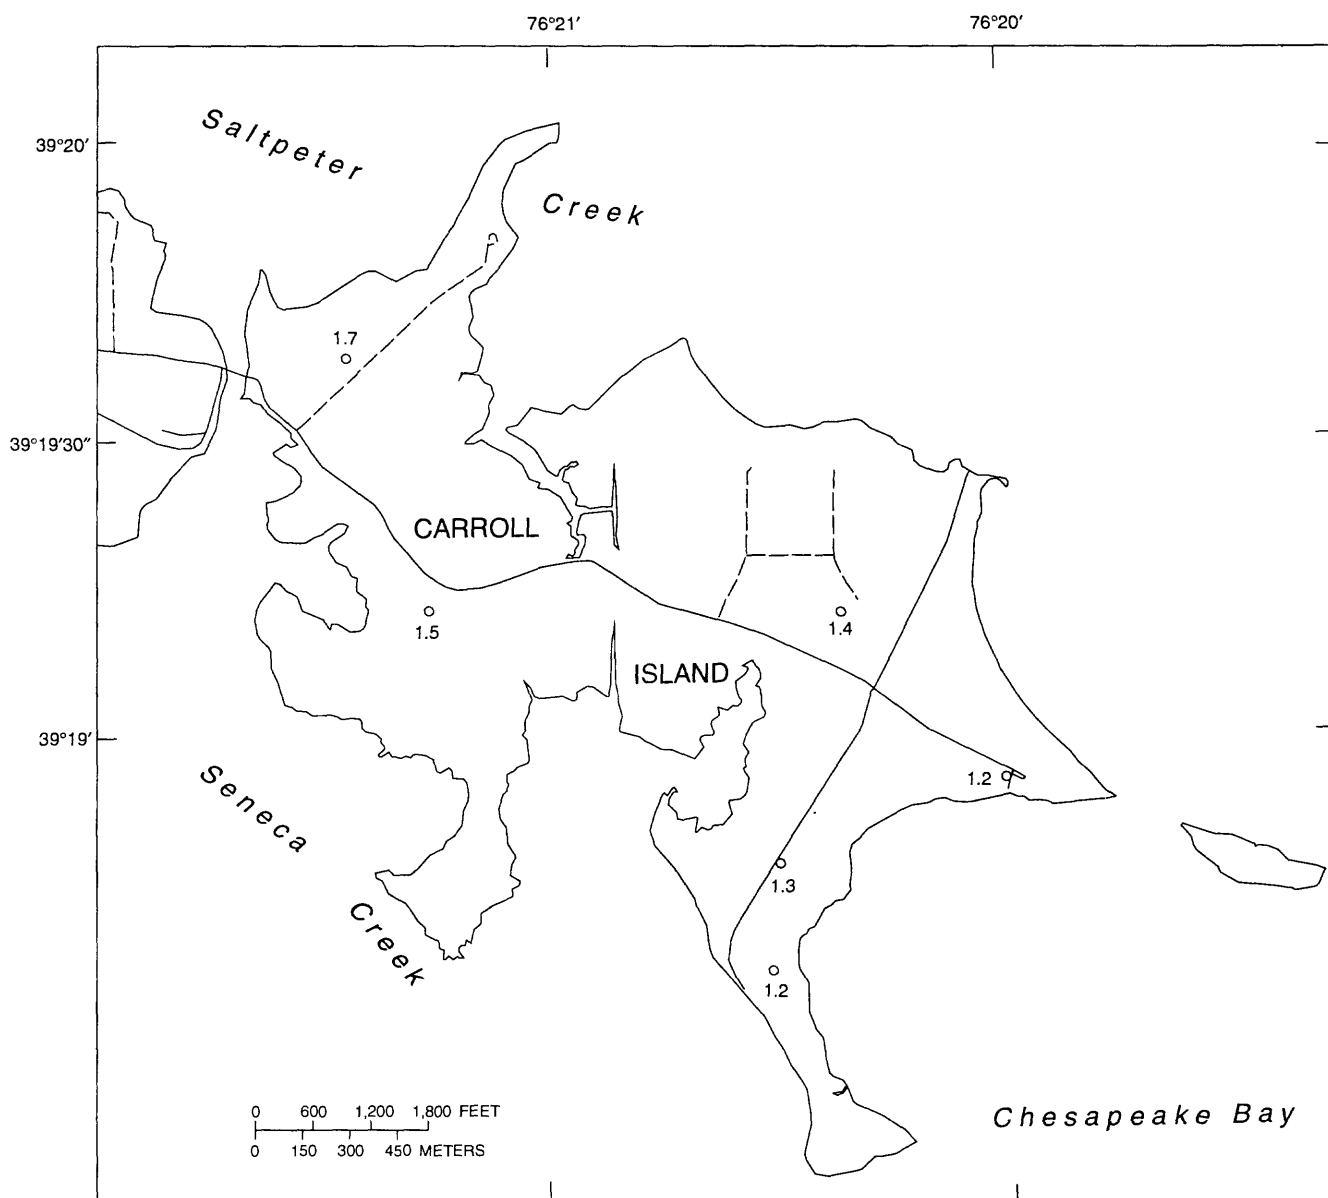 76°21′
76°20′
Saltpeter
39°20′
Creek
1.7
39°19′30″
CARROLL
1.5
1.4
ISLAND
39°19′
1.2
Seneca
1.3
Creek
1.2
0 600 1,200 1,800 FEET
0 150 300 450 METERS
Chesapeake Bay